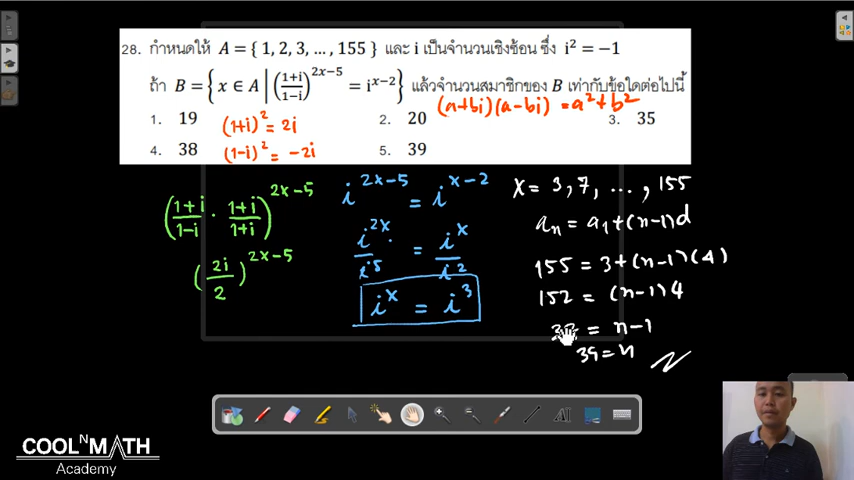 28. กำหนดให้ A = { 1, 2, 3, ..., 155 } และ i เป็นจำนวนเชิงซ้อน ซึ่ง i² = −1
ถ้า B = { x ∈ A | ((1+i)/(1−i))^(2x−5) = i^(x−2) } แล้วจำนวนสมาชิกของ B เท่ากับข้อใดต่อไปนี้
(a+bi)(a−bi) = a²+b²
1. 19 2. 20 3. 35
(1+i)² = 2i
4. 38 5. 39
(1−i)² = −2i
((1+i)/(1−i) · (1+i)/(1+i))^(2x−5)
(2i/2)^(2x−5)
i^(2x−5) = i^(x−2)
i^(2x)/i^5 = i^x/i^2
i^x = i^3
x = 3, 7, ..., 155
aₙ = a₁+(n−1)d
155 = 3+(n−1)(4)
152 = (n−1)4
= n−1
39 = n
COOL N MATH
Academy